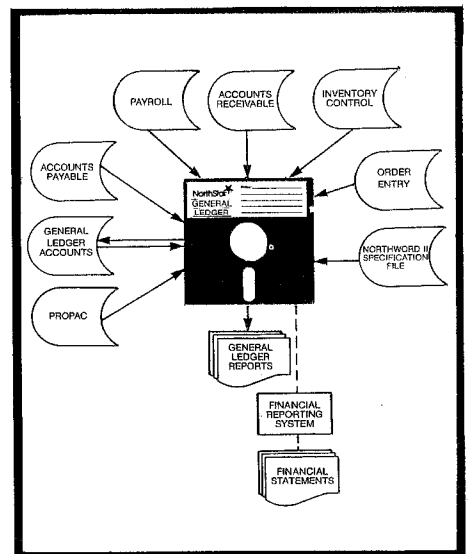 PAYROLL
ACCOUNTS
RECEIVABLE
INVENTORY
CONTROL
ACCOUNTS
PAYABLE
NorthStar
GENERAL
LEDGER
ORDER
ENTRY
GENERAL
LEDGER
ACCOUNTS
NORTHWORD II
SPECIFICATION
FILE
PROPAC
GENERAL
LEDGER
REPORTS
FINANCIAL
REPORTING
SYSTEM
FINANCIAL
STATEMENTS